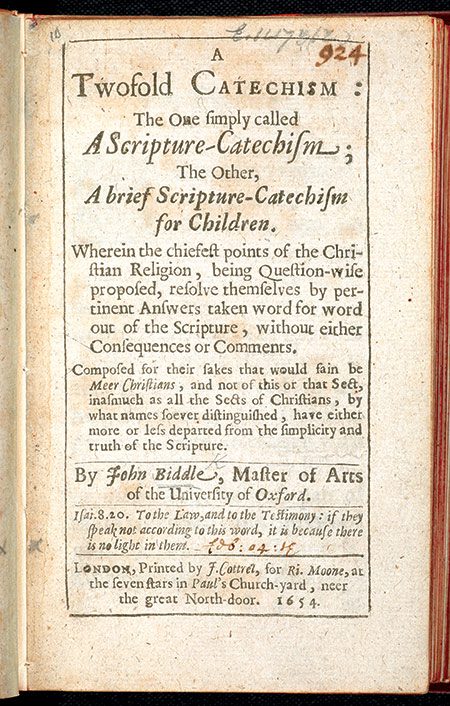 924
A
Twofold CATECHISM :
The One simply called
A Scripture-Catechiſm ;
The Other,
A brief Scripture-Catechiſm
for Children.
Wherein the chiefeſt points of the Chri-
ſtian Religion, being Queſtion-wiſe
proposed, reſolve themſelves by per-
tinent Anſwers taken word for word
out of the Scripture, without either
Conſequences or Comments.
Compoſed for their ſakes that would fain be
Meer Chriſtians, and not of this or that Sect,
inaſmuch as all the Sects of Chriſtians, by
what names ſoever diſtinguiſhed, have either
more or leſs departed from the ſimplicity and
truth of the Scripture.
By John Biddle, Maſter of Arts
of the Univerſity of Oxford.
Iſai. 8. 20. To the Law, and to the Teſtimony : if they
ſpeak not according to this word, it is becauſe there
is no light in them.
LONDON, Printed by J. Cottrel, for Ri. Moone, at
the ſeven ſtars in Paul's Church-yard, neer
the great North-door. 1654.